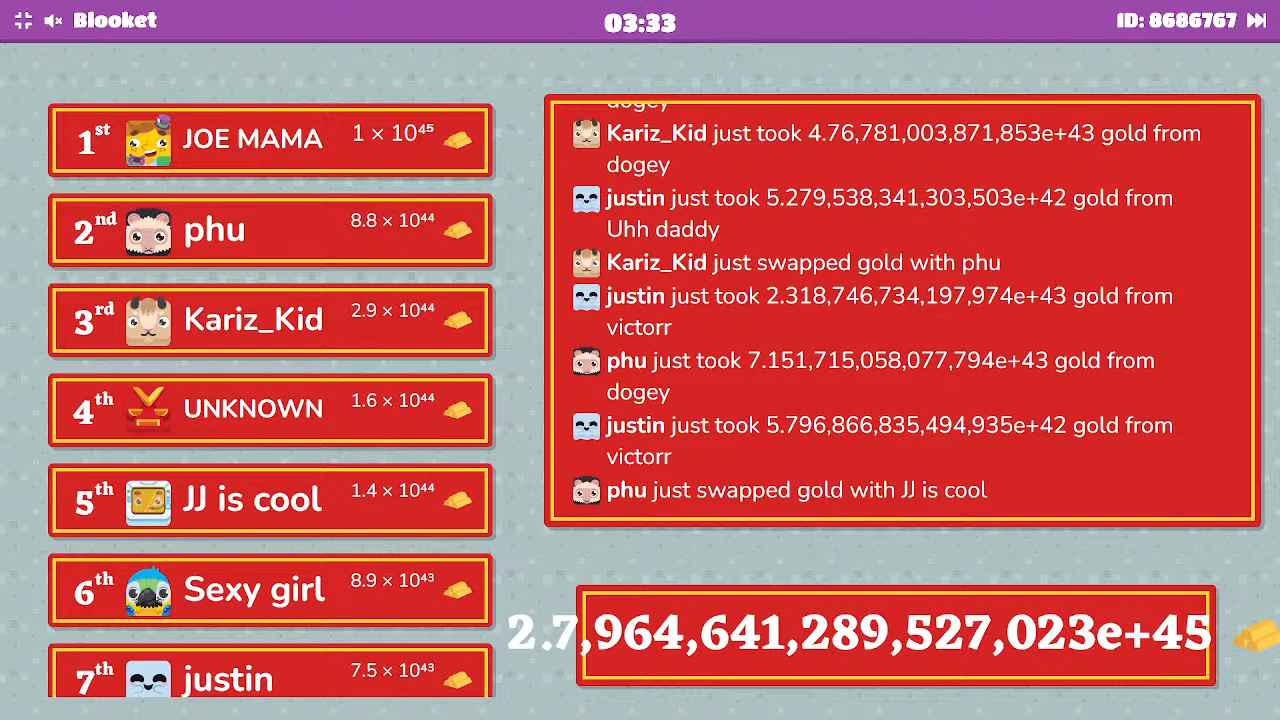 Blooket
03:33
ID: 8686767
1st JOE MAMA 1 × 10⁴⁵
2nd phu 8.8 × 10⁴⁴
3rd Kariz_Kid 2.9 × 10⁴⁴
4th UNKNOWN 1.6 × 10⁴⁴
5th JJ is cool 1.4 × 10⁴⁴
6th Sexy girl 8.9 × 10⁴³
7th justin 7.5 × 10⁴³
dogey
Kariz_Kid just took 4.76,781,003,871,853e+43 gold from
dogey
justin just took 5.279,538,341,303,503e+42 gold from
Uhh daddy
Kariz_Kid just swapped gold with phu
justin just took 2.318,746,734,197,974e+43 gold from
victorr
phu just took 7.151,715,058,077,794e+43 gold from
dogey
justin just took 5.796,866,835,494,935e+42 gold from
victorr
phu just swapped gold with JJ is cool
2.7,964,641,289,527,023e+45